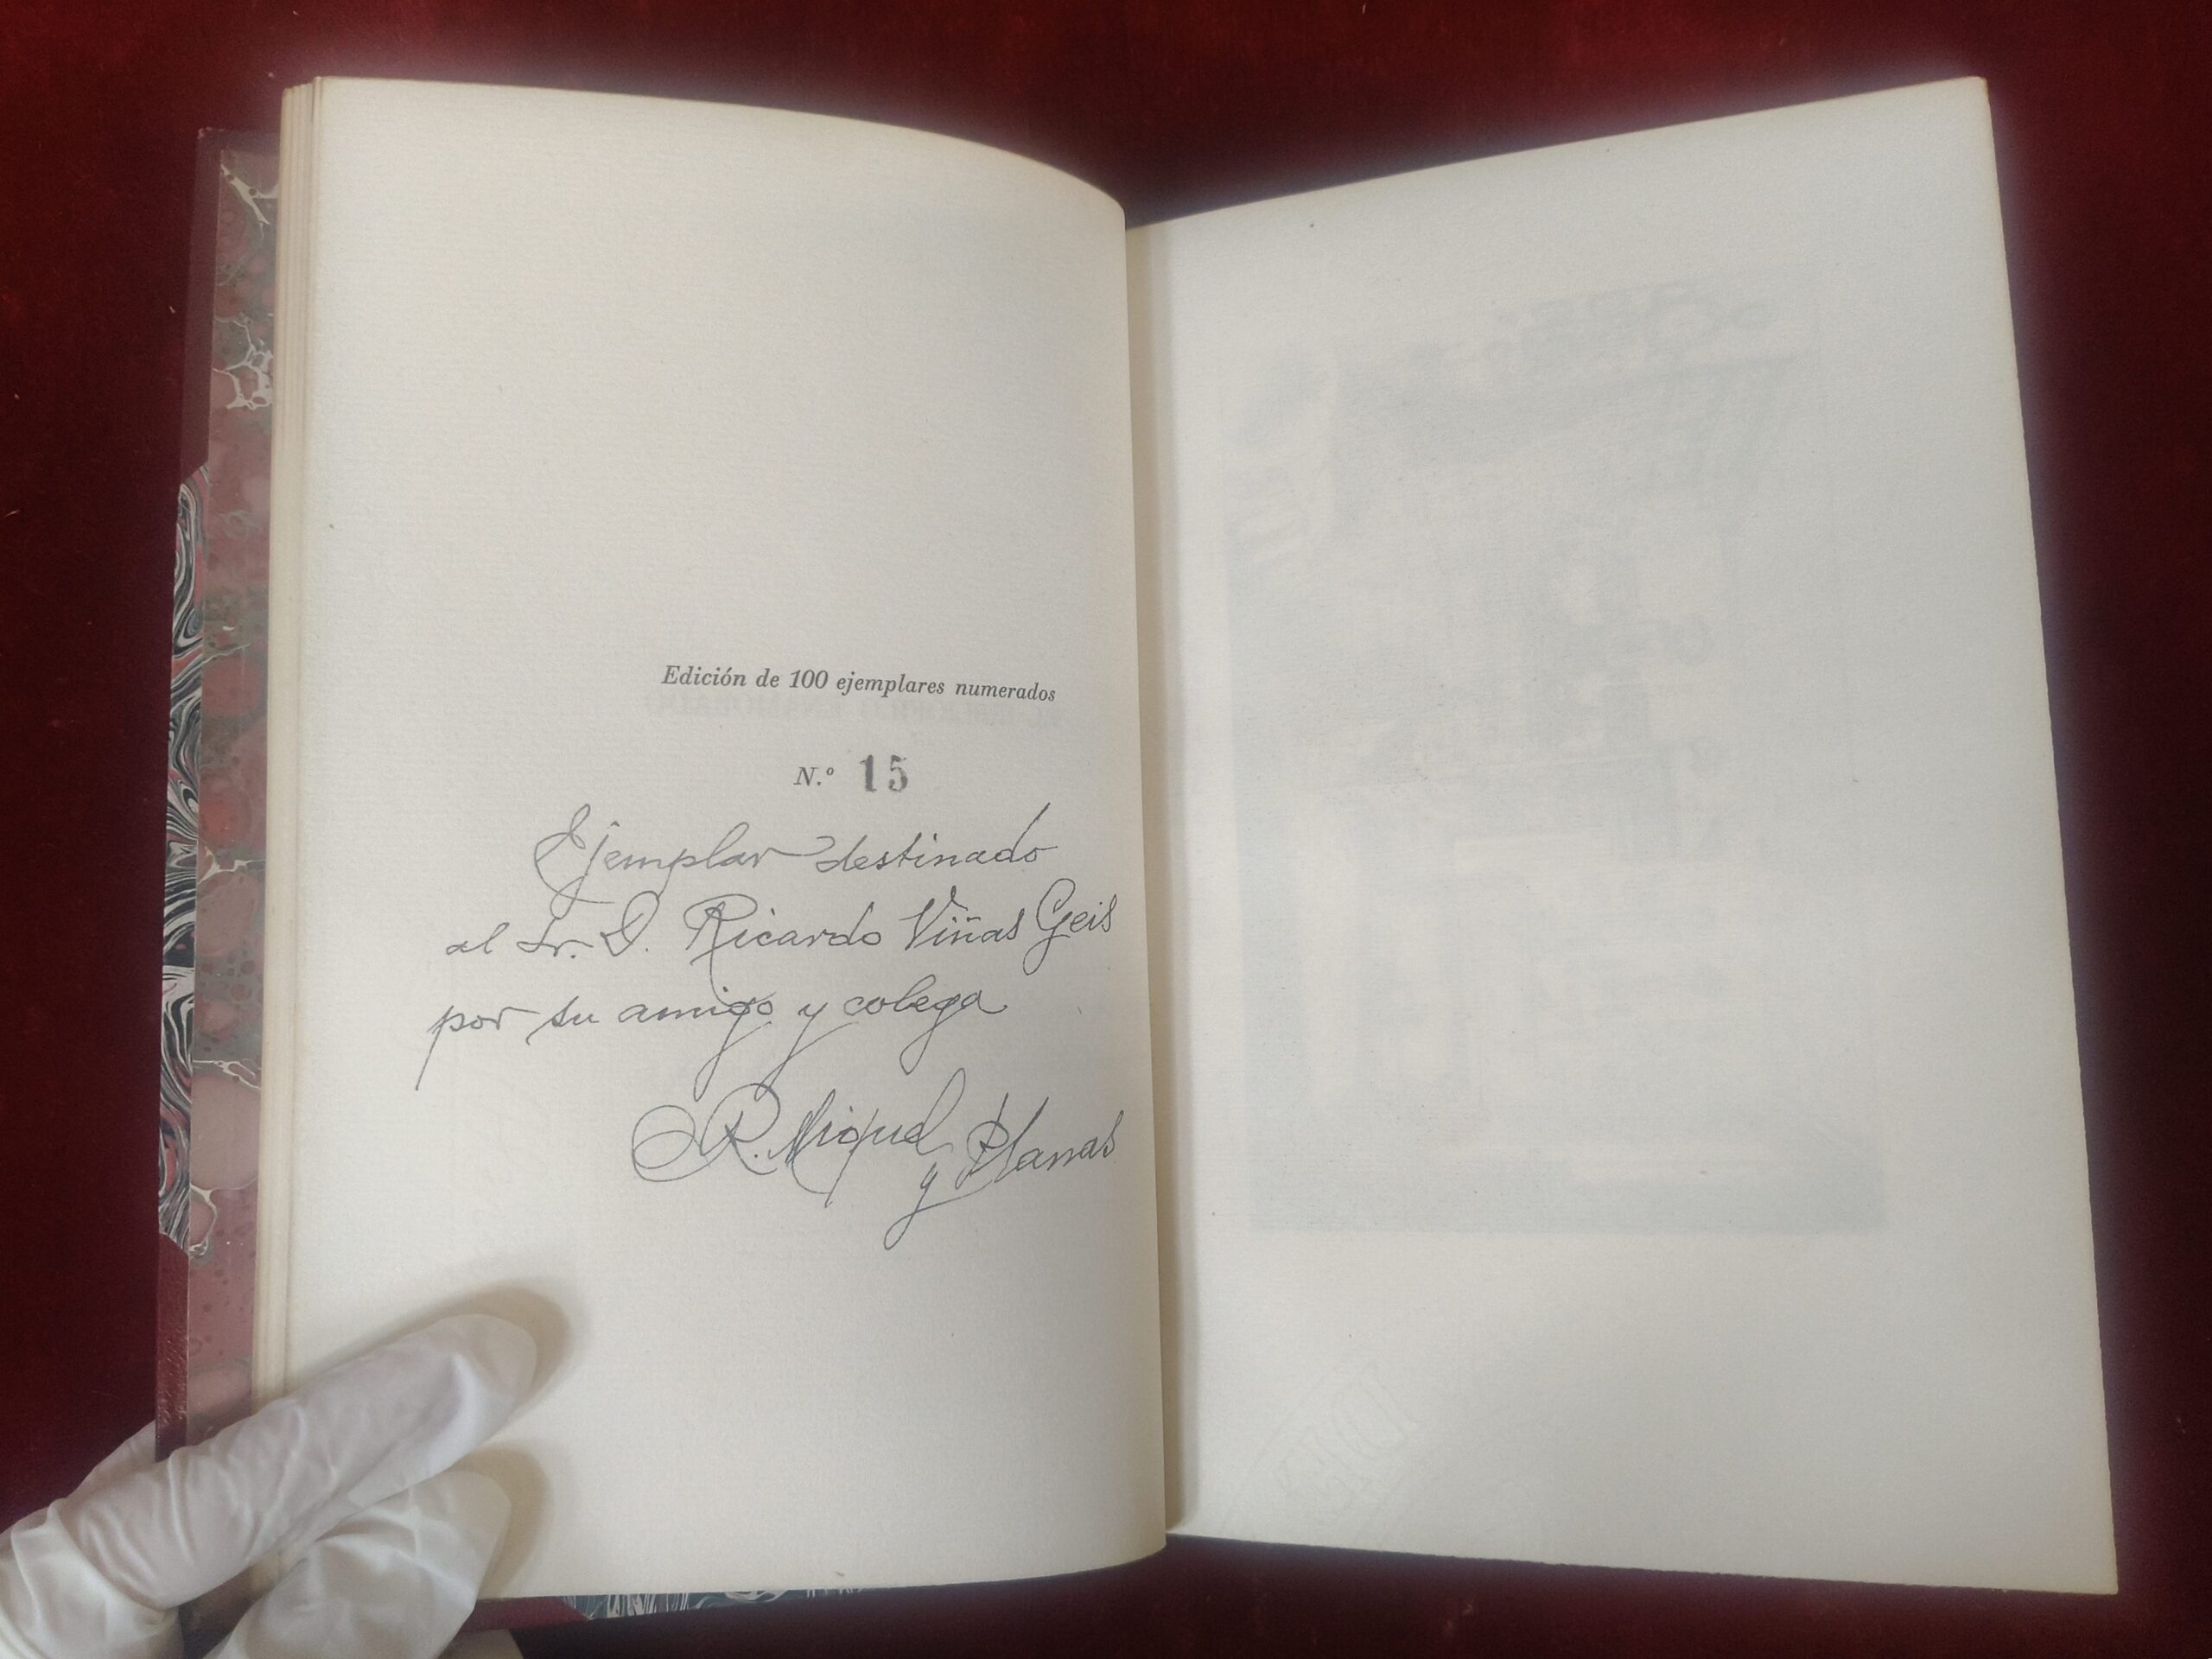 Edición de 100 ejemplares numerados
N.º 15
Ejemplar destinado
al Sr. D. Ricardo Viñas Geis
por su amigo y colega
R. Miquel
y Planas